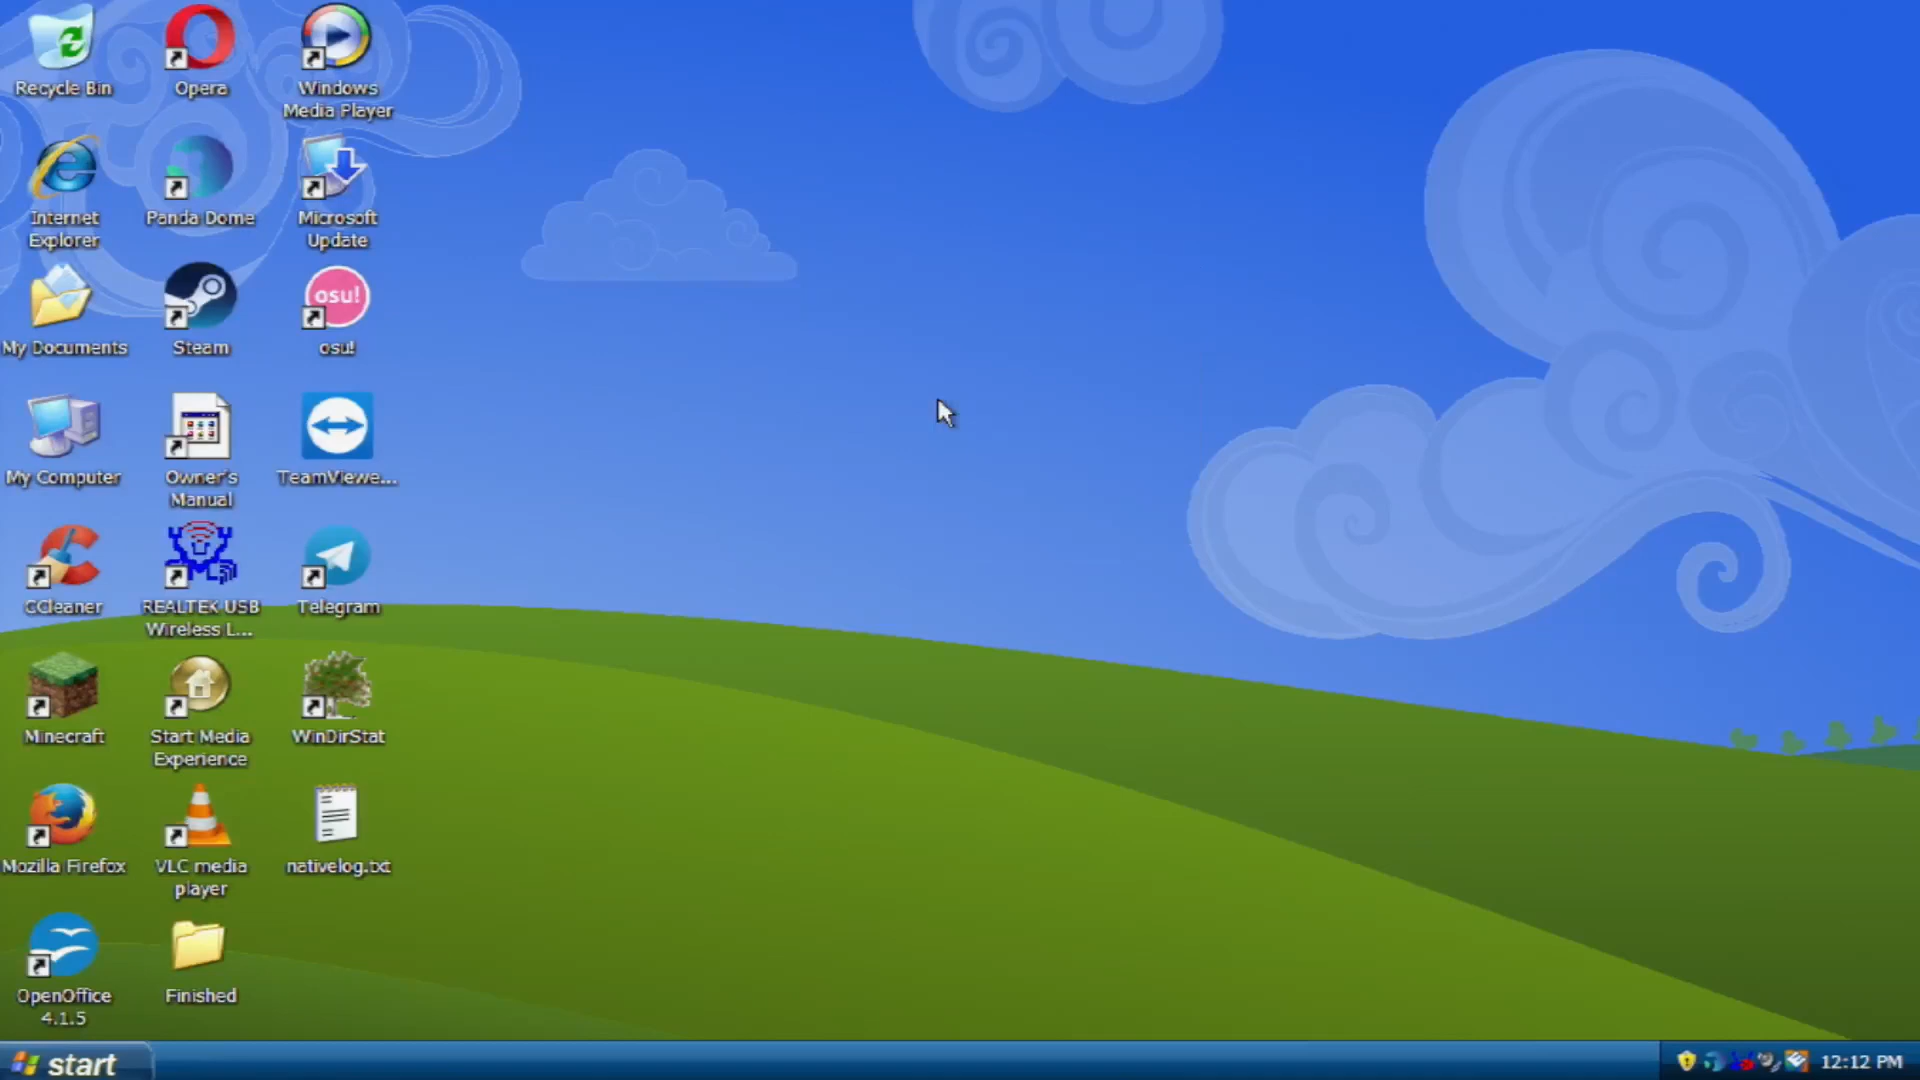 Recycle Bin
Opera
Windows
Media Player
Internet
Explorer
Panda Dome
Microsoft
Update
My Documents
Steam
osu!
osu!
My Computer
Owner's
Manual
TeamViewe...
CCleaner
REALTEK USB
Wireless L...
Telegram
Minecraft
Start Media
Experience
WinDirStat
Mozilla Firefox
VLC media
player
nativelog.txt
OpenOffice
4.1.5
Finished
start
12:12 PM